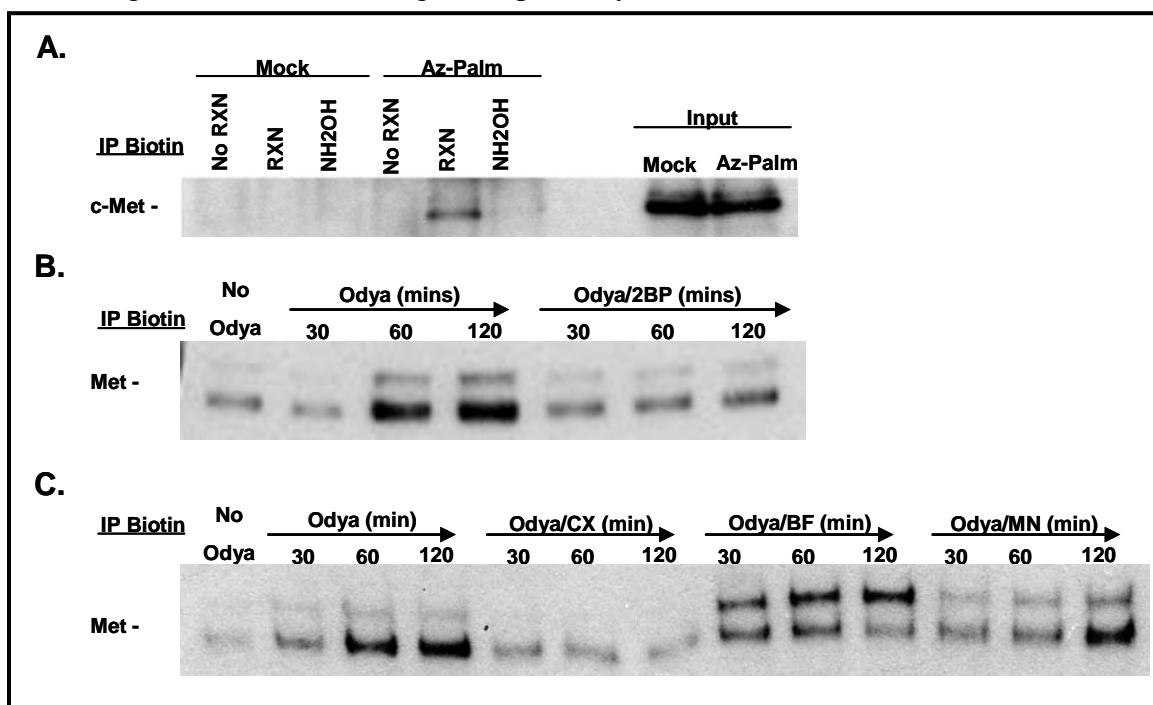 A.
Mock Az-Palm
No RXN RXN NH2OH No RXN RXN NH2OH
Input
IP Biotin
Mock Az-Palm
c-Met -
B.
No Odya (mins) Odya/2BP (mins)
IP Biotin
Odya 30 60 120 30 60 120
Met -
C.
No Odya (min) Odya/CX (min) Odya/BF (min) Odya/MN (min)
IP Biotin
Odya 30 60 120 30 60 120 30 60 120 30 60 120
Met -